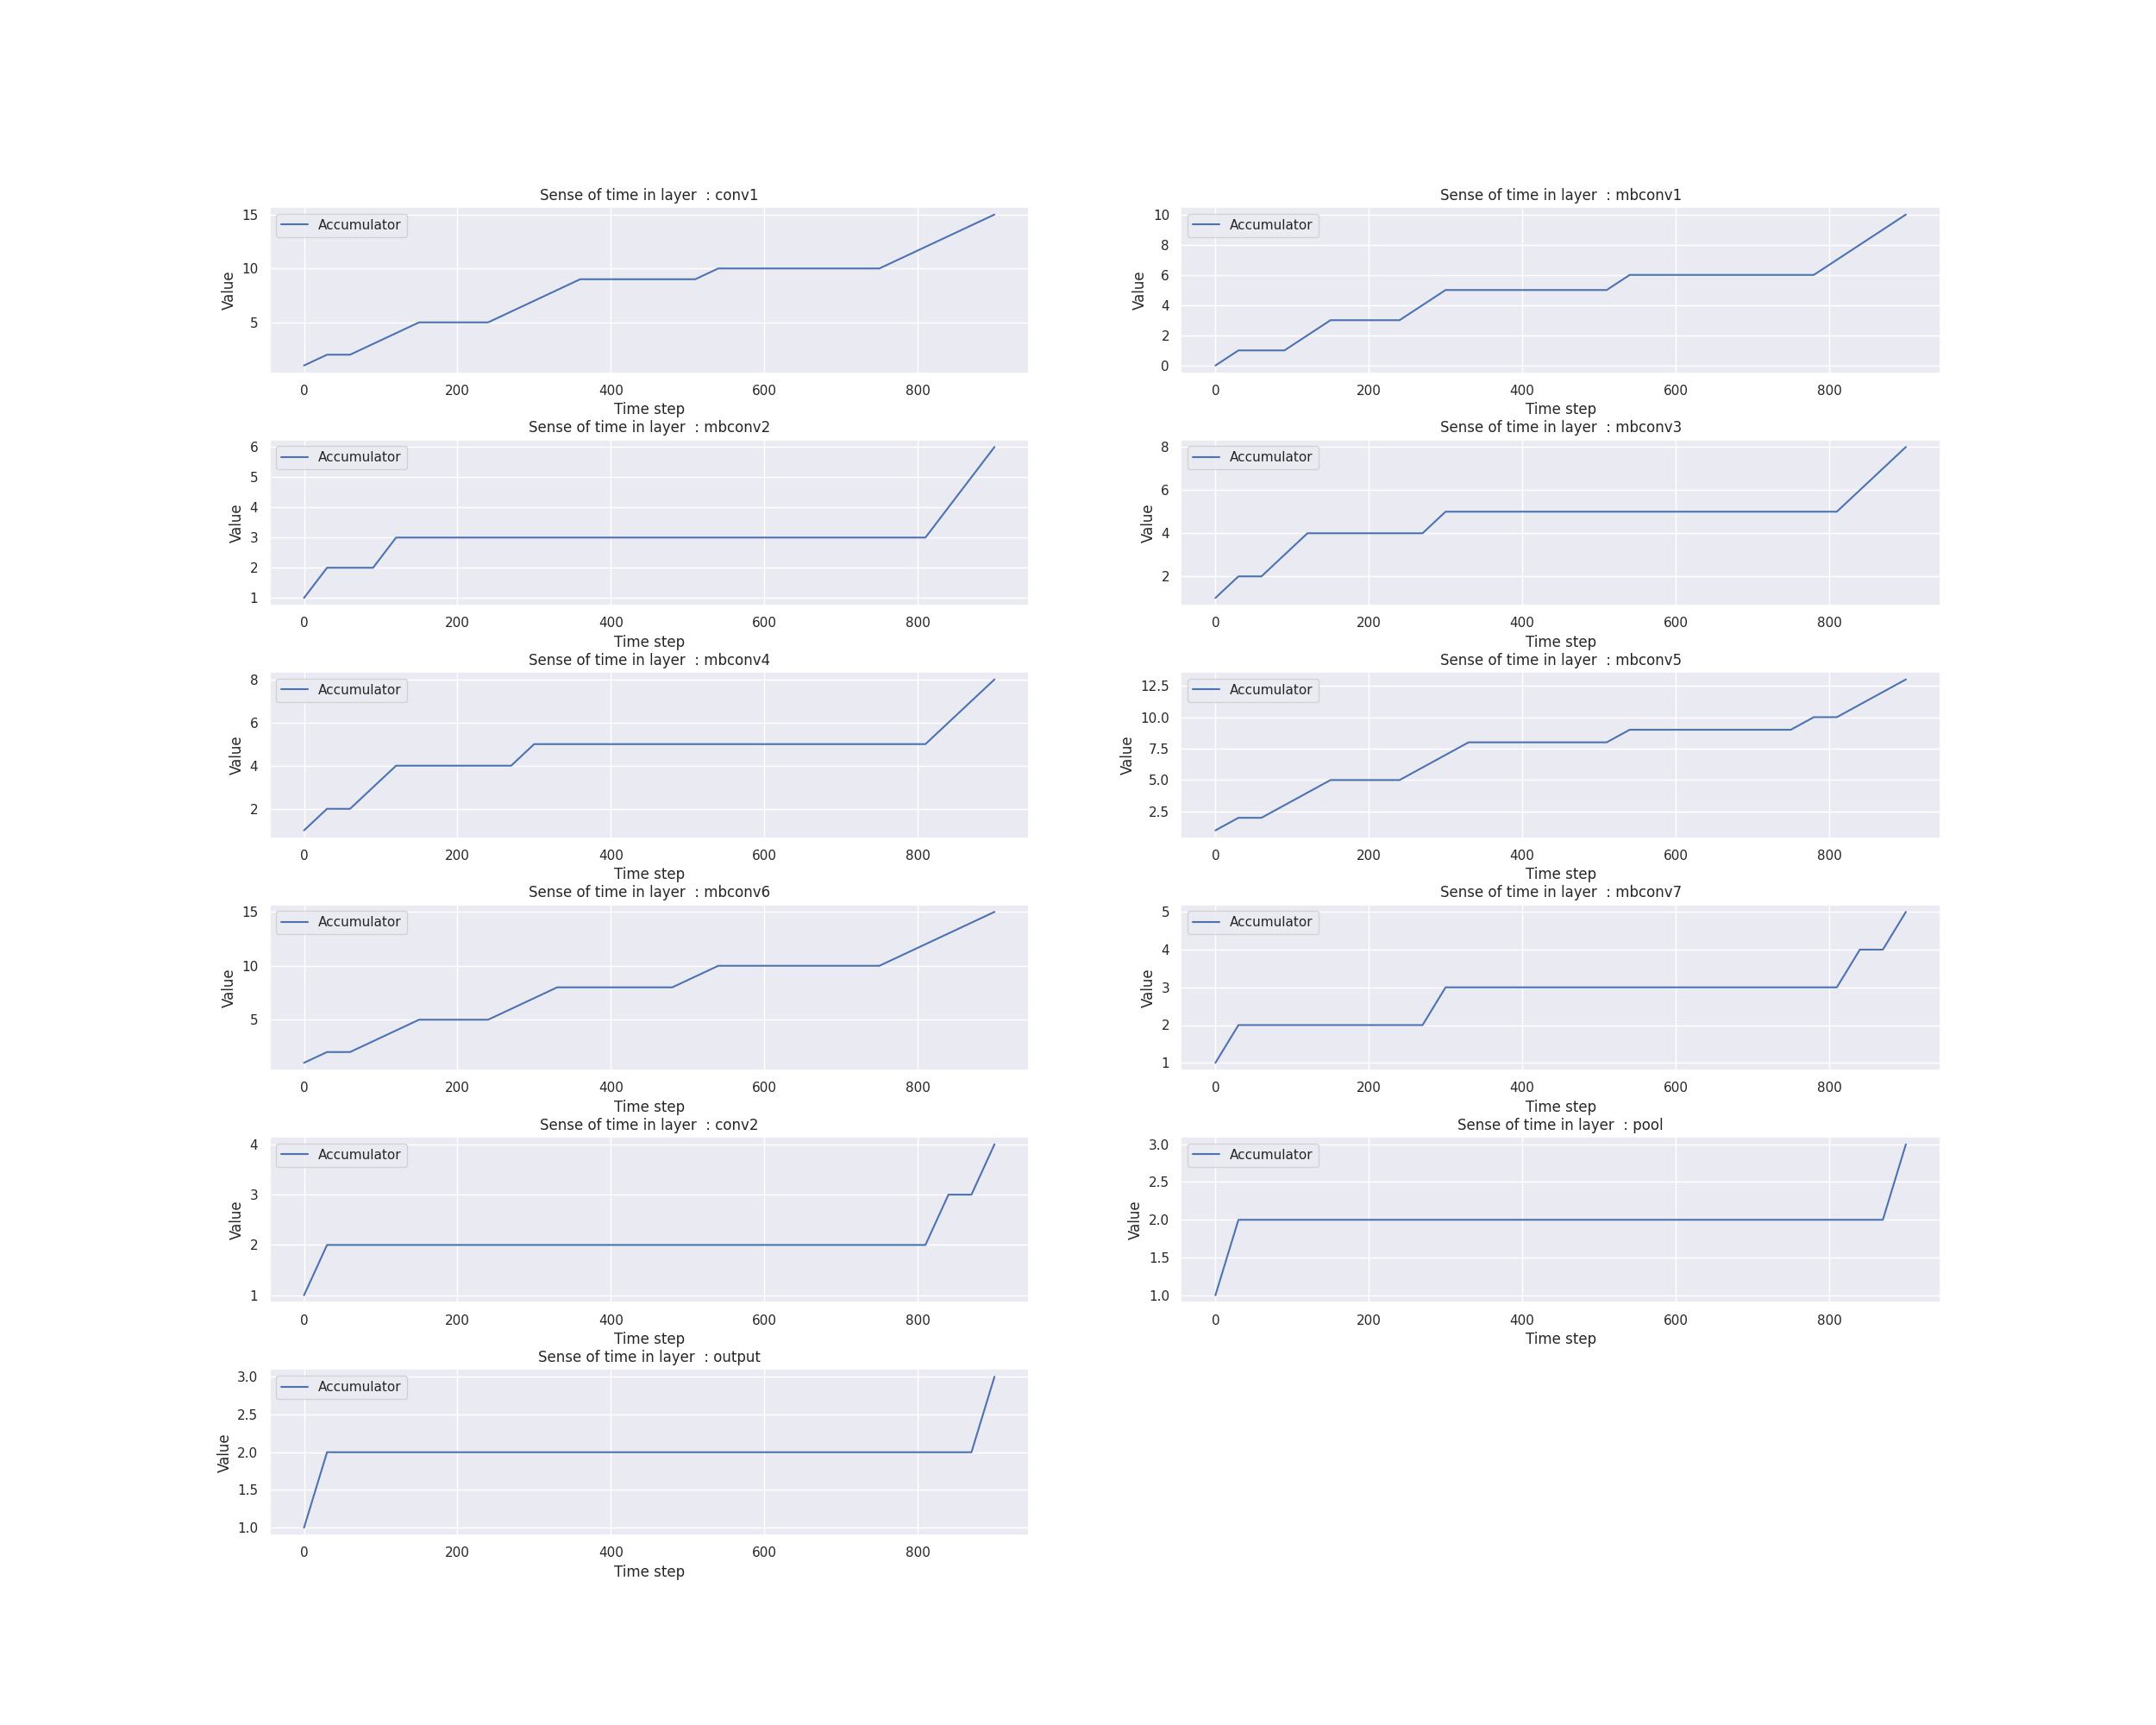 Sense of time in layer  : conv1
Accumulator
15
10
5
Value
0 200 400 600 800
Time step
Sense of time in layer  : mbconv1
Accumulator
10
8
6
4
2
0
Value
0 200 400 600 800
Time step
Sense of time in layer  : mbconv2
Accumulator
6
5
4
3
2
1
Value
0 200 400 600 800
Time step
Sense of time in layer  : mbconv3
Accumulator
8
6
4
2
Value
0 200 400 600 800
Time step
Sense of time in layer  : mbconv4
Accumulator
8
6
4
2
Value
0 200 400 600 800
Time step
Sense of time in layer  : mbconv5
Accumulator
12.5
10.0
7.5
5.0
2.5
Value
0 200 400 600 800
Time step
Sense of time in layer  : mbconv6
Accumulator
15
10
5
Value
0 200 400 600 800
Time step
Sense of time in layer  : mbconv7
Accumulator
5
4
3
2
1
Value
0 200 400 600 800
Time step
Sense of time in layer  : conv2
Accumulator
4
3
2
1
Value
0 200 400 600 800
Time step
Sense of time in layer  : pool
Accumulator
3.0
2.5
2.0
1.5
1.0
Value
0 200 400 600 800
Time step
Sense of time in layer  : output
Accumulator
3.0
2.5
2.0
1.5
1.0
Value
0 200 400 600 800
Time step